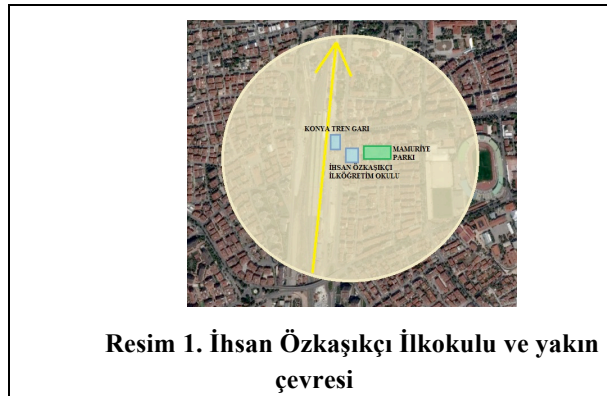 KONYA TREN GARI
MAMURİYE
PARKI
İHSAN ÖZKAŞIKÇI
İLKÖĞRETİM OKULU
Resim 1. İhsan Özkaşıkçı İlkokulu ve yakın
çevresi